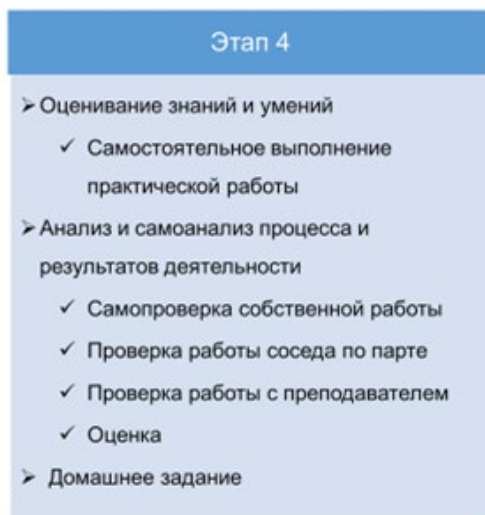 Этап 4
➢ Оценивание знаний и умений
✓ Самостоятельное выполнение
практической работы
➢ Анализ и самоанализ процесса и
результатов деятельности
✓ Самопроверка собственной работы
✓ Проверка работы соседа по парте
✓ Проверка работы с преподавателем
✓ Оценка
➢ Домашнее задание